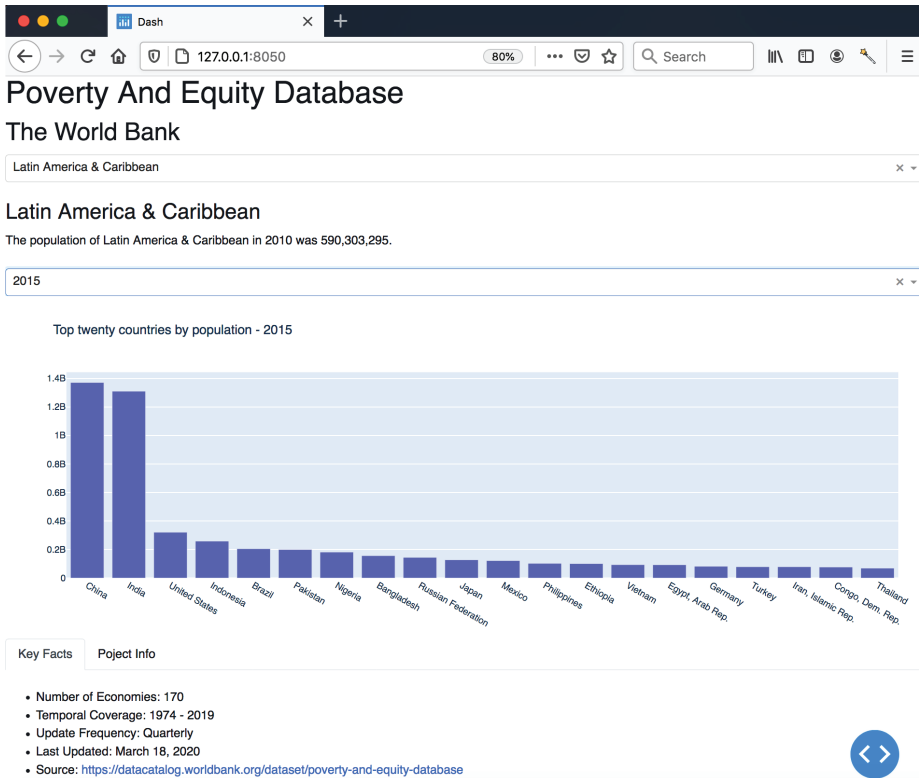 Dash
127.0.0.1:8050
80%
Search
Poverty And Equity Database
The World Bank
Latin America & Caribbean
Latin America & Caribbean
The population of Latin America & Caribbean in 2010 was 590,303,295.
2015
Top twenty countries by population - 2015
1.4B
1.2B
1B
0.8B
0.6B
0.4B
0.2B
0
China
India
United States
Indonesia
Brazil
Pakistan
Nigeria
Bangladesh
Russian Federation
Japan
Mexico
Philippines
Ethiopia
Vietnam
Egypt, Arab Rep.
Germany
Turkey
Iran, Islamic Rep.
Congo, Dem. Rep.
Thailand
Key Facts Poject Info
• Number of Economies: 170
• Temporal Coverage: 1974 - 2019
• Update Frequency: Quarterly
• Last Updated: March 18, 2020
• Source: https://datacatalog.worldbank.org/dataset/poverty-and-equity-database